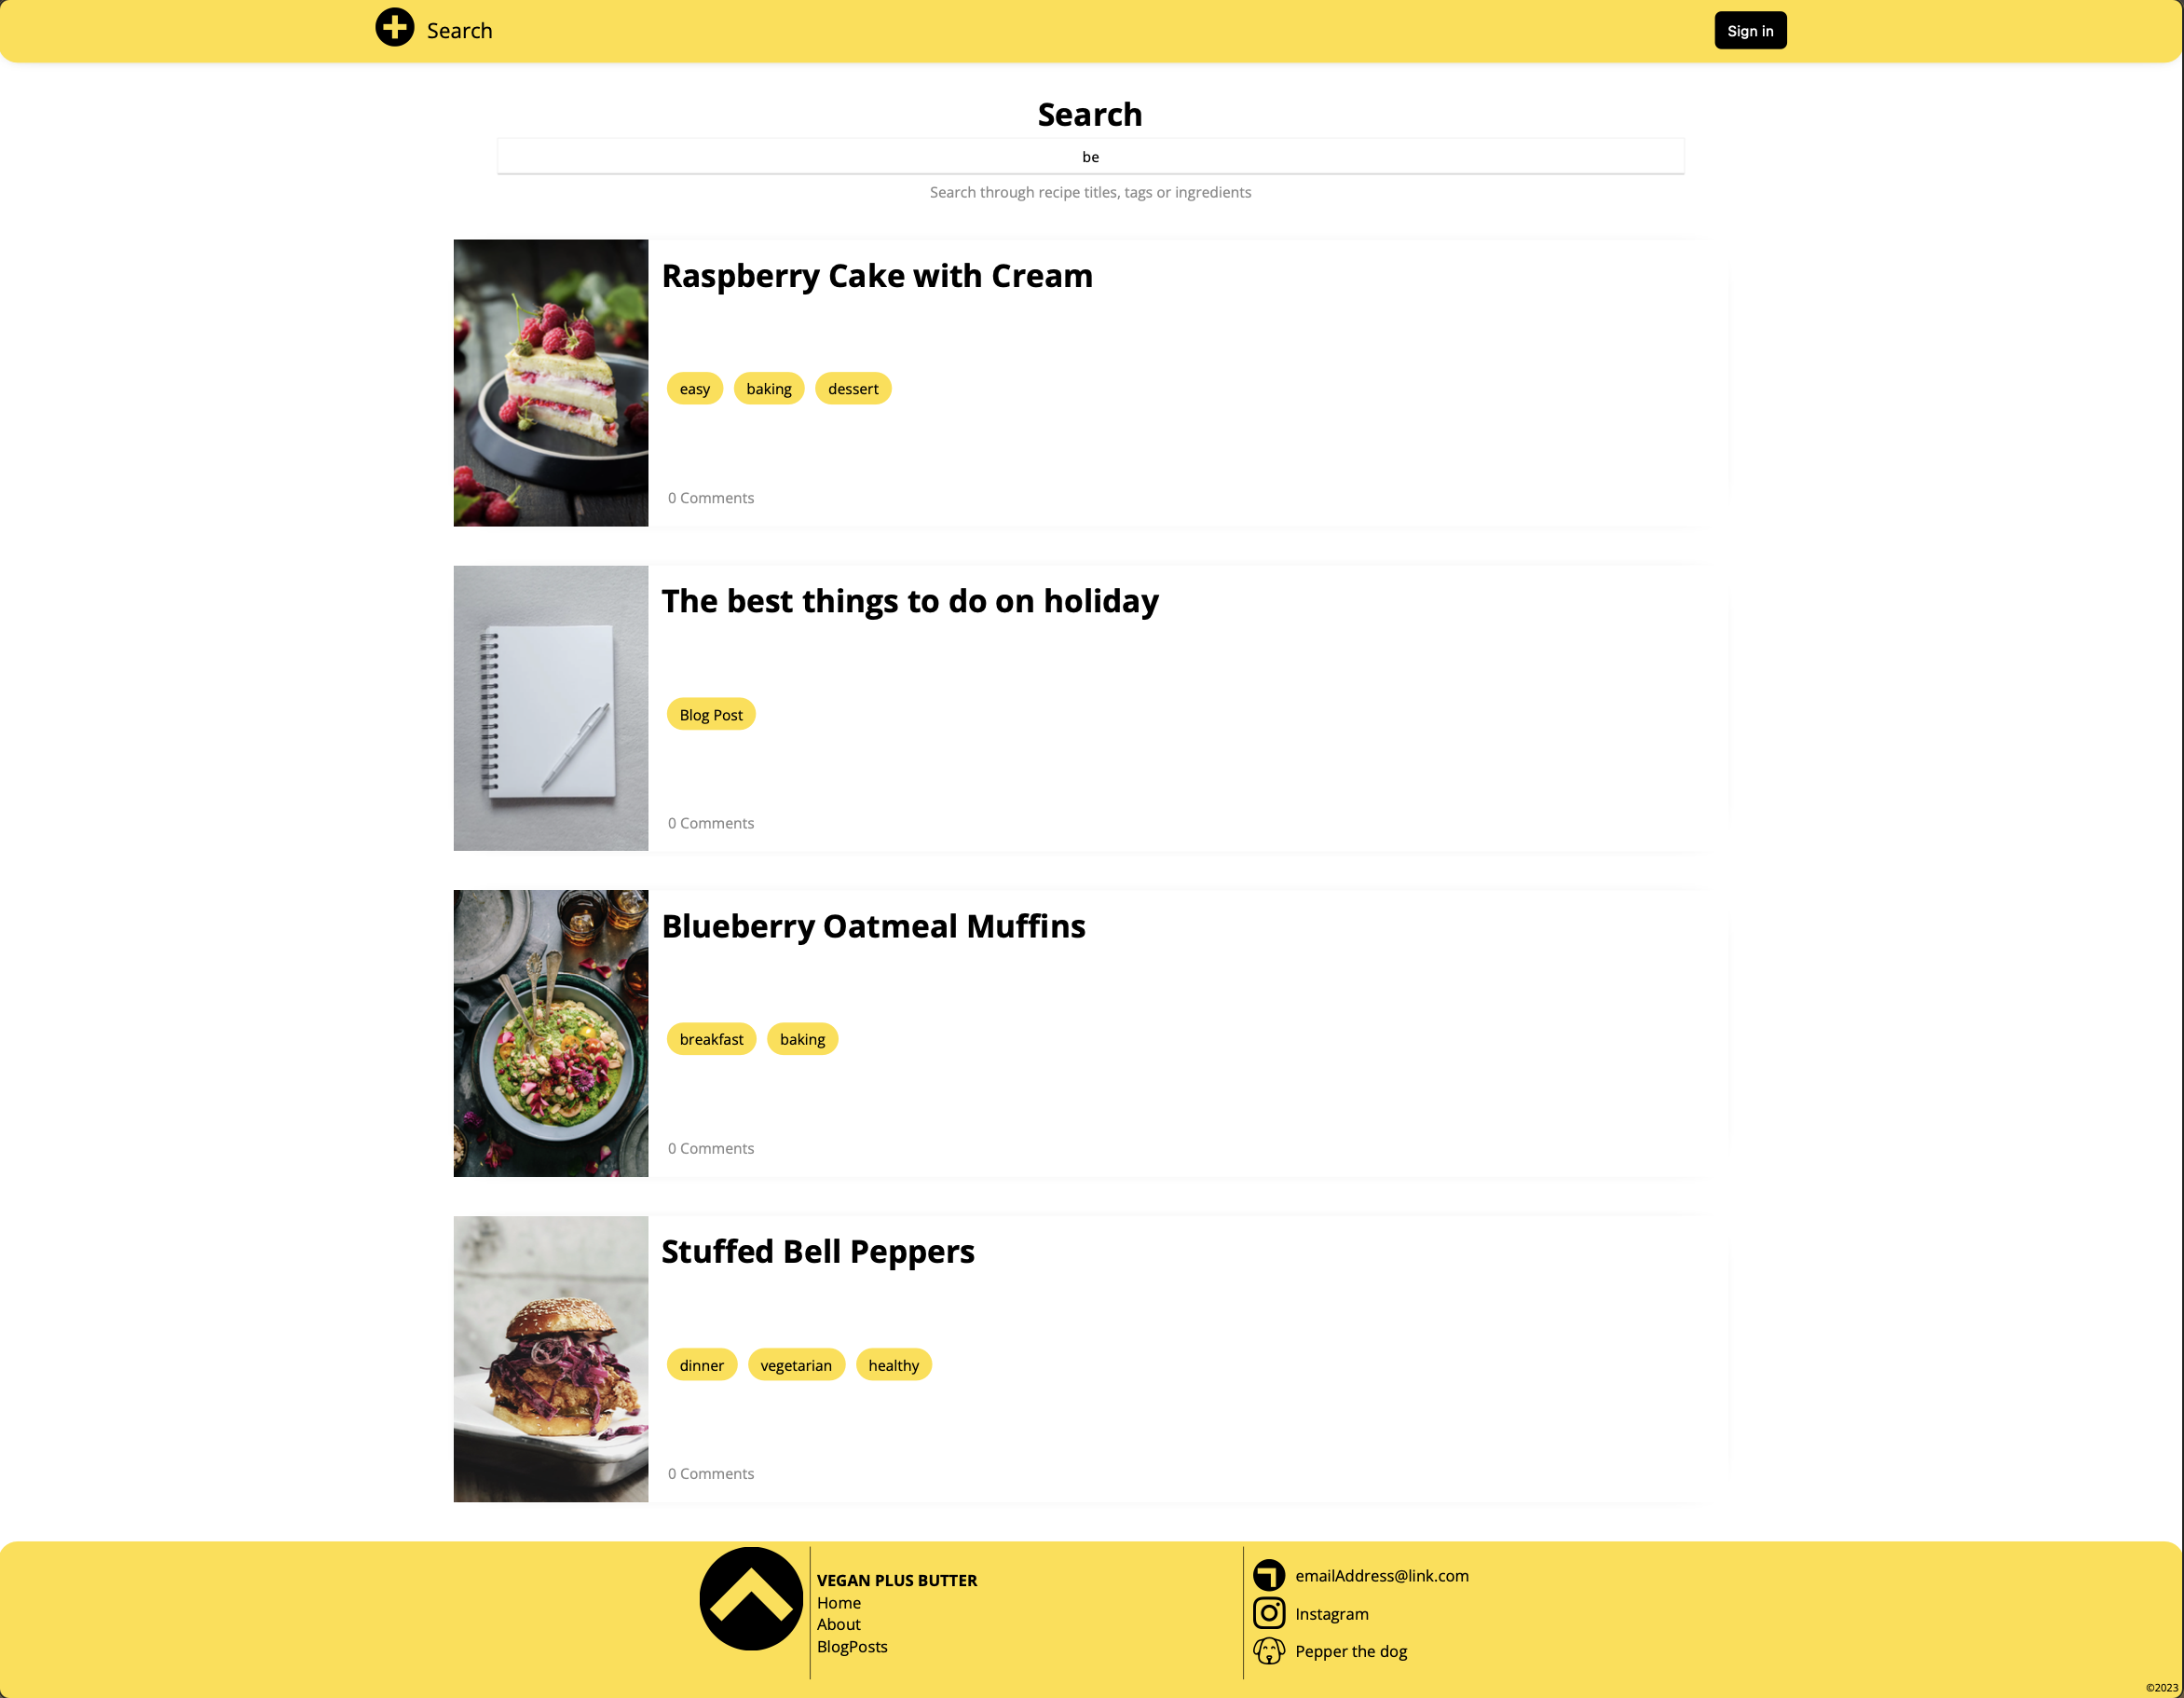 Search
Sign in
Search
be
Search through recipe titles, tags or ingredients
Raspberry Cake with Cream
easy baking dessert
0 Comments
The best things to do on holiday
Blog Post
0 Comments
Blueberry Oatmeal Muffins
breakfast baking
0 Comments
Stuffed Bell Peppers
dinner vegetarian healthy
0 Comments
VEGAN PLUS BUTTER
Home
About
BlogPosts
emailAddress@link.com
Instagram
Pepper the dog
©2023